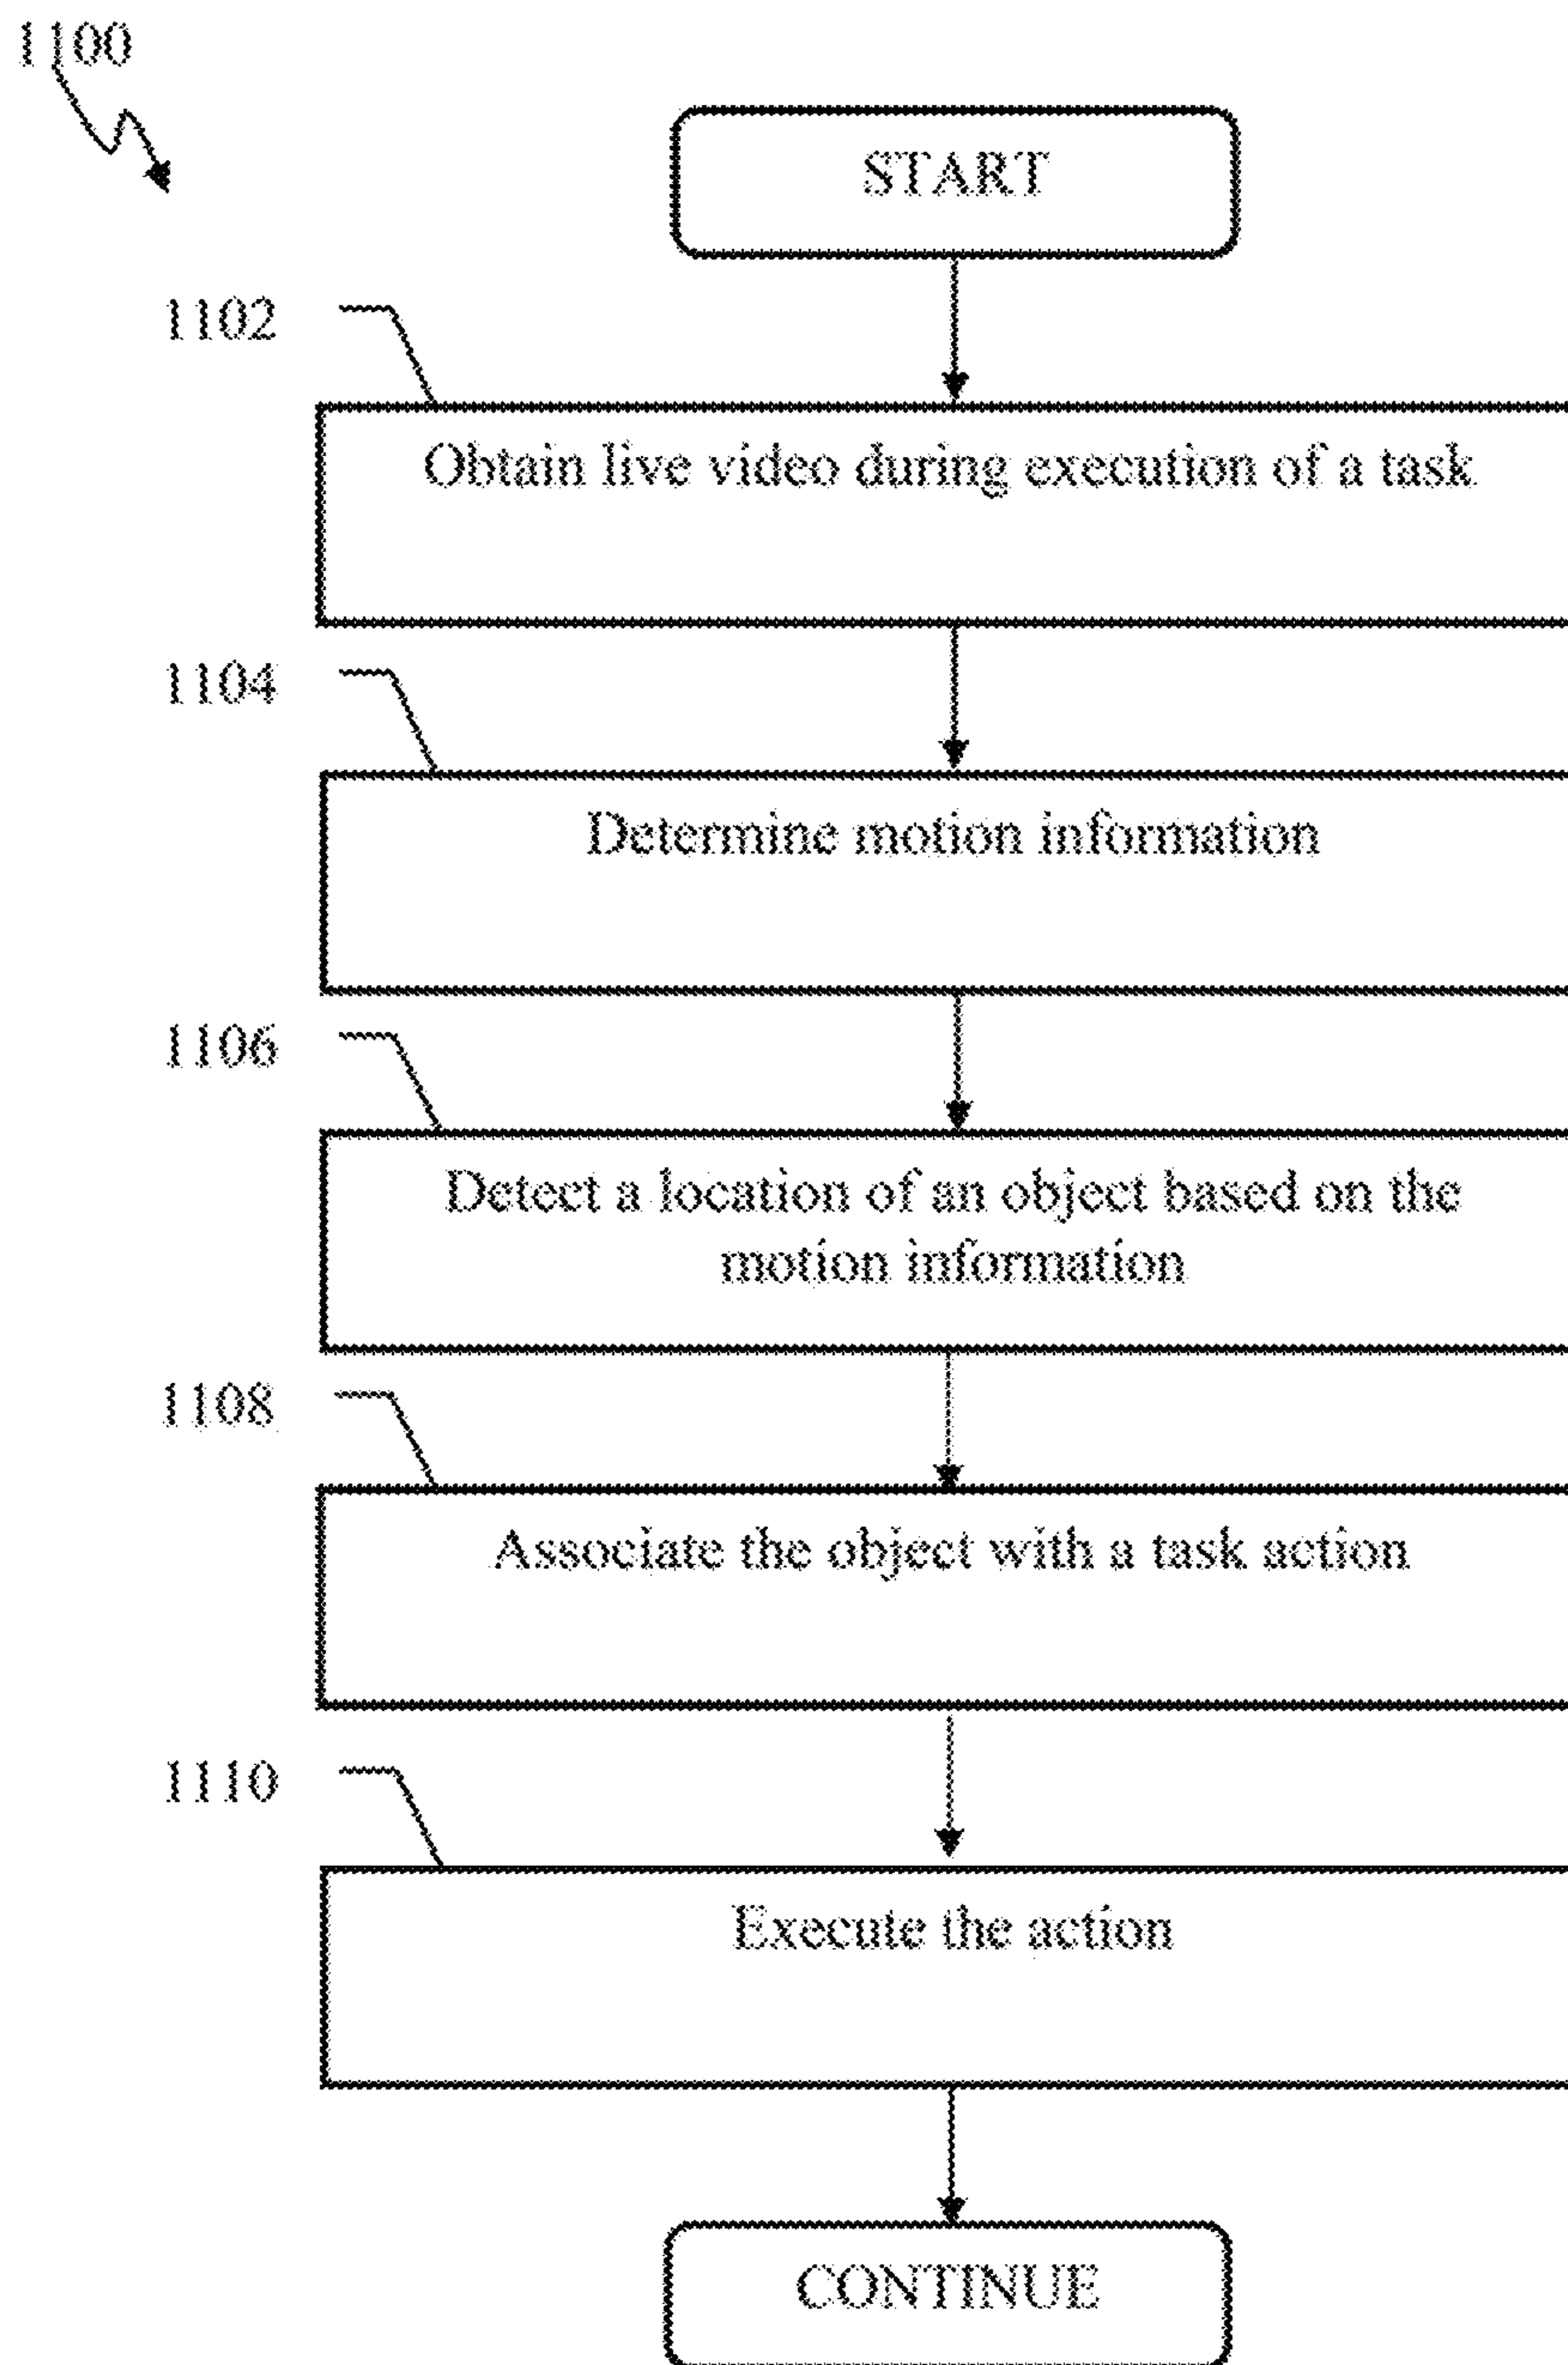 1100
START
1102
Obtain live video during execution of a task
1104
Determine motion information
1106
Detect a location of an object based on the
motion information
1108
Associate the object with a task action
1110
Execute the action
CONTINUE